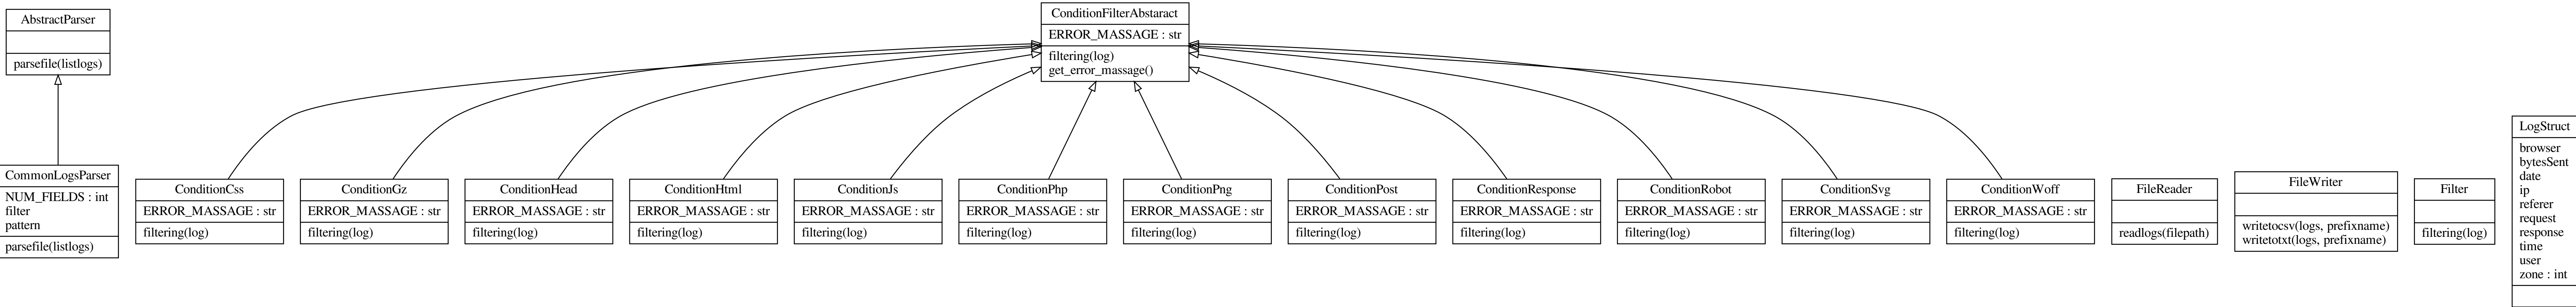 AbstractParser
parsefile(listlogs)
ConditionFilterAbstaract
ERROR_MASSAGE : str
filtering(log)
get_error_massage()
CommonLogsParser
NUM_FIELDS : int
filter
pattern
parsefile(listlogs)
ConditionCss
ERROR_MASSAGE : str
filtering(log)
ConditionGz
ERROR_MASSAGE : str
filtering(log)
ConditionHead
ERROR_MASSAGE : str
filtering(log)
ConditionHtml
ERROR_MASSAGE : str
filtering(log)
ConditionJs
ERROR_MASSAGE : str
filtering(log)
ConditionPhp
ERROR_MASSAGE : str
filtering(log)
ConditionPng
ERROR_MASSAGE : str
filtering(log)
ConditionPost
ERROR_MASSAGE : str
filtering(log)
ConditionResponse
ERROR_MASSAGE : str
filtering(log)
ConditionRobot
ERROR_MASSAGE : str
filtering(log)
ConditionSvg
ERROR_MASSAGE : str
filtering(log)
ConditionWoff
ERROR_MASSAGE : str
filtering(log)
FileReader
readlogs(filepath)
FileWriter
writetocsv(logs, prefixname)
writetotxt(logs, prefixname)
Filter
filtering(log)
LogStruct
browser
bytesSent
date
ip
referer
request
response
time
user
zone : int